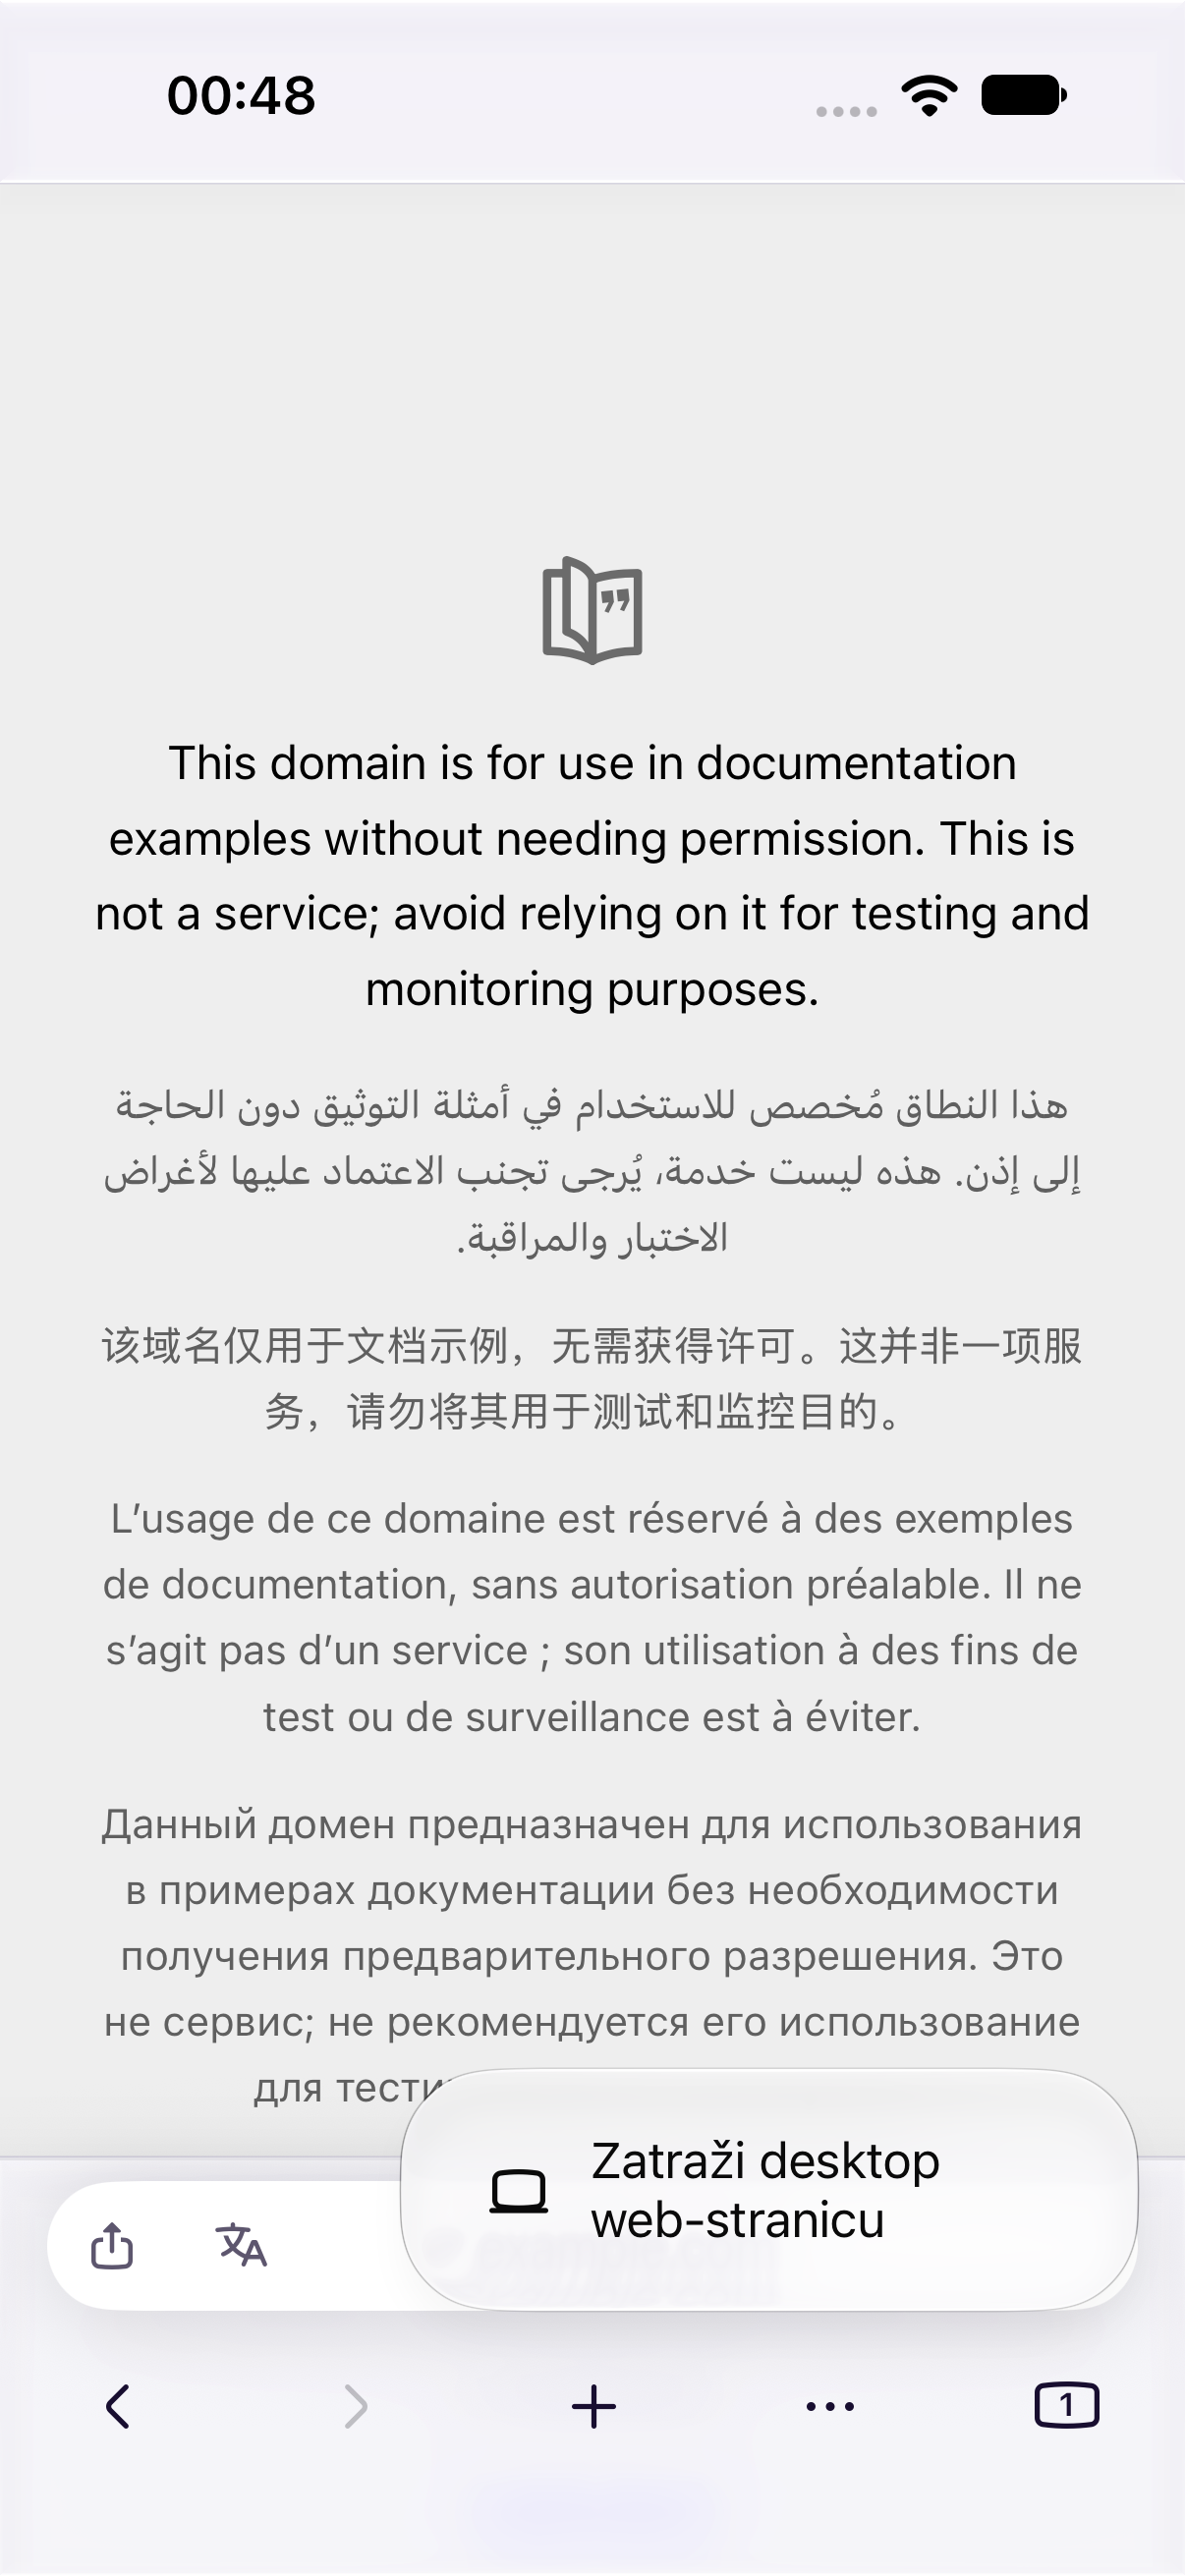 00:48
This domain is for use in documentation
examples without needing permission. This is
not a service; avoid relying on it for testing and
monitoring purposes.
هذا النطاق مُخصص للاستخدام في أمثلة التوثيق دون الحاجة
إلى إذن. هذه ليست خدمة، يُرجى تجنب الاعتماد عليها لأغراض
الاختبار والمراقبة.
该域名仅用于文档示例，无需获得许可。这并非一项服
务，请勿将其用于测试和监控目的。
L’usage de ce domaine est réservé à des exemples
de documentation, sans autorisation préalable. Il ne
s’agit pas d’un service ; son utilisation à des fins de
test ou de surveillance est à éviter.
Данный домен предназначен для использования
в примерах документации без необходимости
получения предварительного разрешения. Это
не сервис; не рекомендуется его использование
для
Zatraži desktop
web-stranicu
1